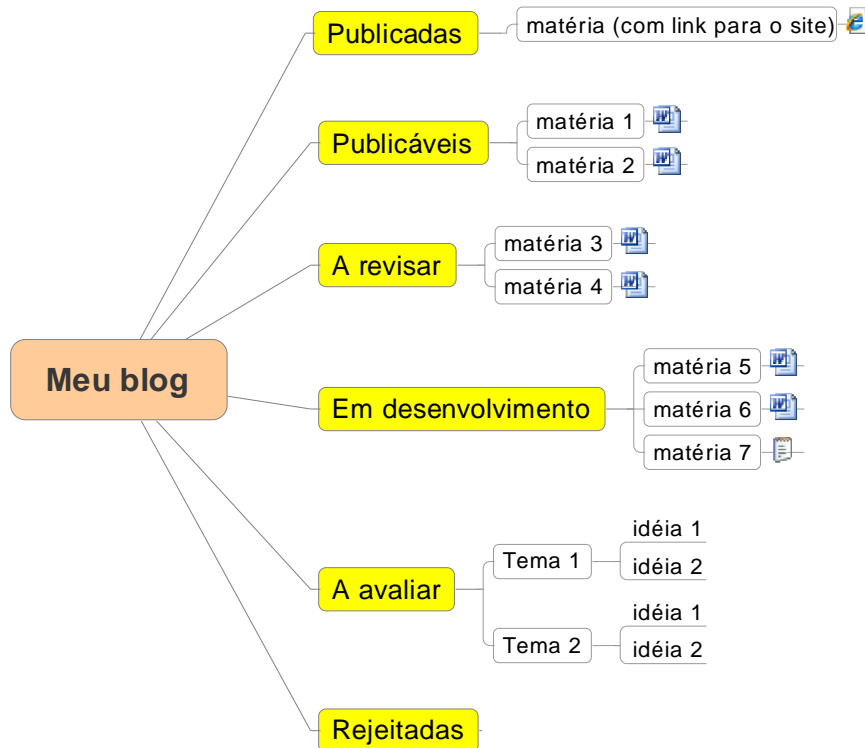 Publicadas
matéria (com link para o site)
Publicáveis
matéria 1
matéria 2
A revisar
matéria 3
matéria 4
Meu blog
Em desenvolvimento
matéria 5
matéria 6
matéria 7
A avaliar
Tema 1
idéia 1
idéia 2
Tema 2
idéia 1
idéia 2
Rejeitadas